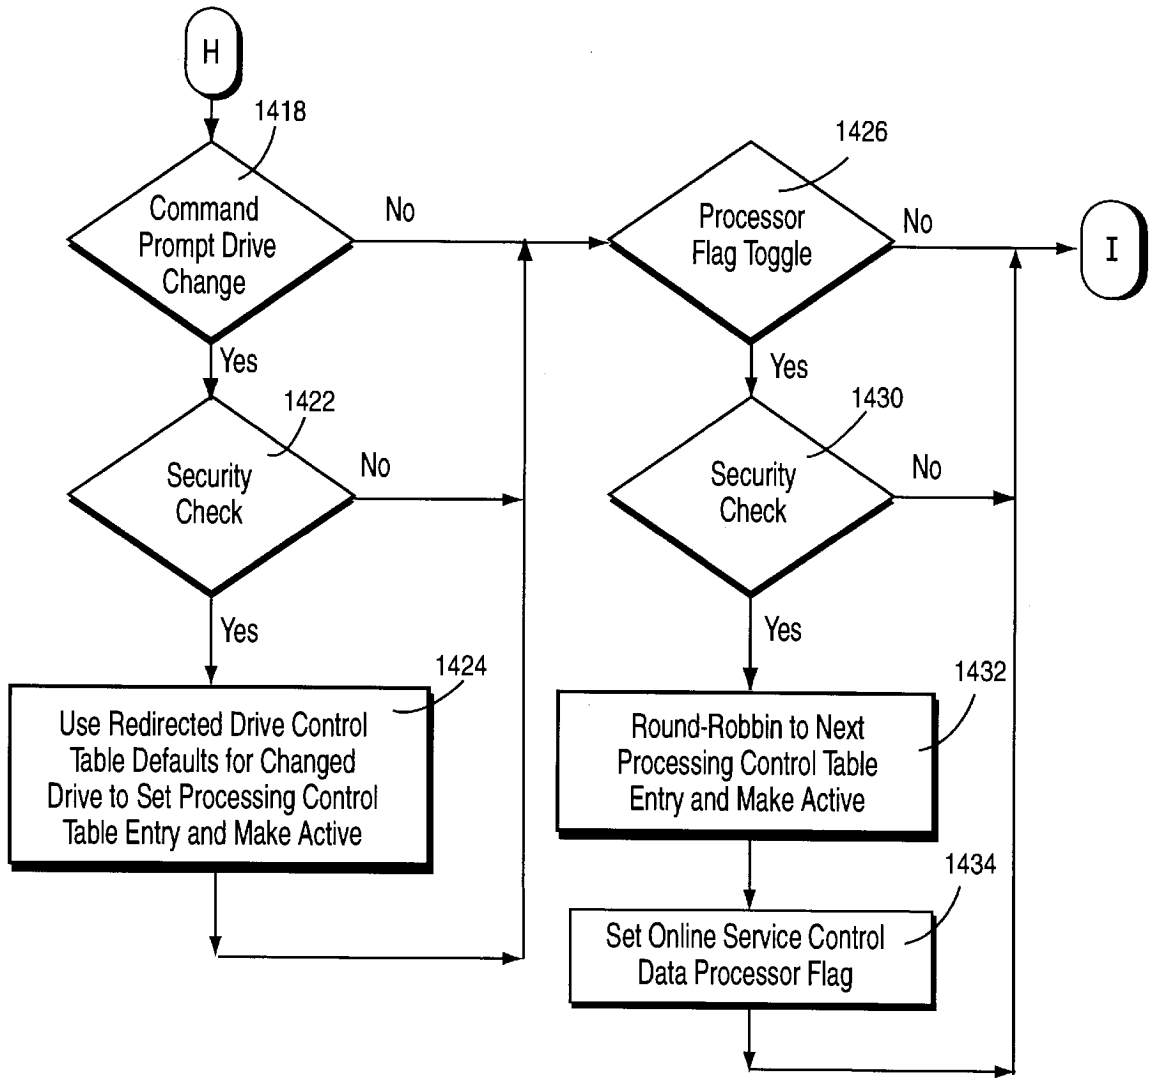 H
1418
Command
Prompt Drive
Change
No
Yes
1422
Security
Check
No
Yes
1424
Use Redirected Drive Control
Table Defaults for Changed
Drive to Set Processing Control
Table Entry and Make Active
1426
Processor
Flag Toggle
No
I
Yes
1430
Security
Check
No
Yes
1432
Round-Robbin to Next
Processing Control Table
Entry and Make Active
1434
Set Online Service Control
Data Processor Flag